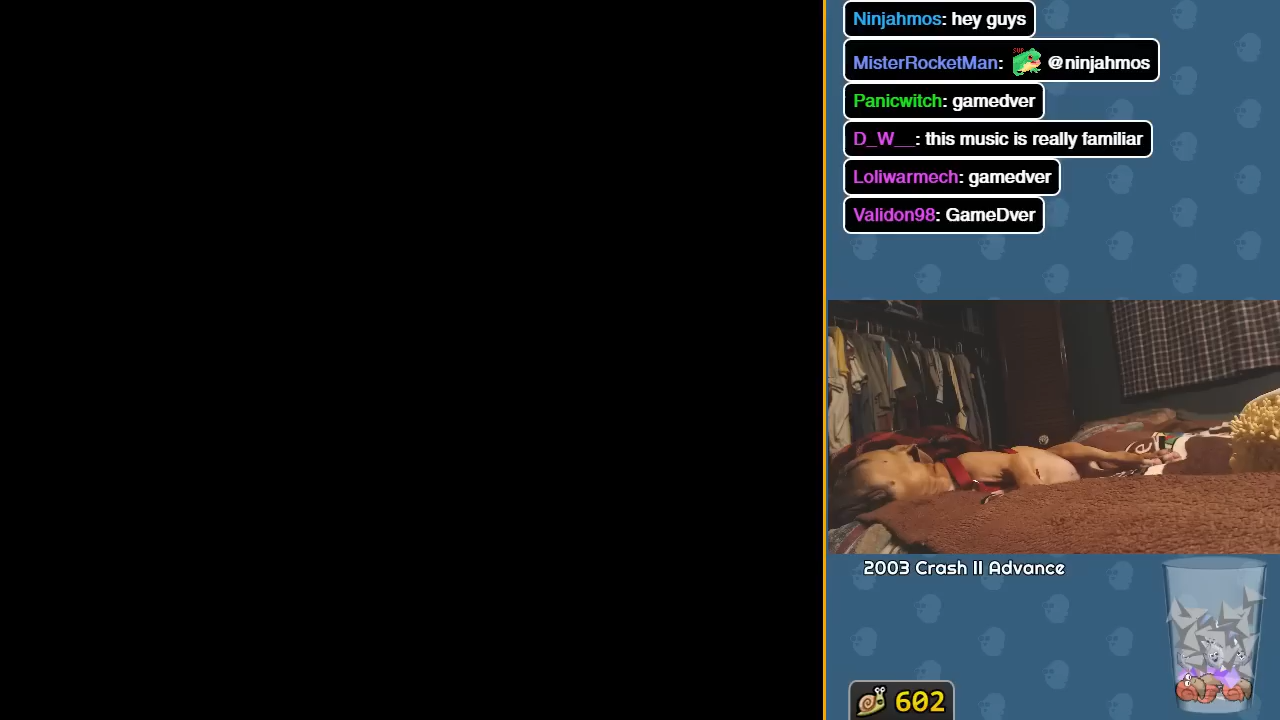 Ninjahmos: hey guys
MisterRocketMan: SUP @ninjahmos
Panicwitch: gamedver
D_W__: this music is really familiar
Loliwarmech: gamedver
Validon98: GameDver
2003 Crash II Advance
602